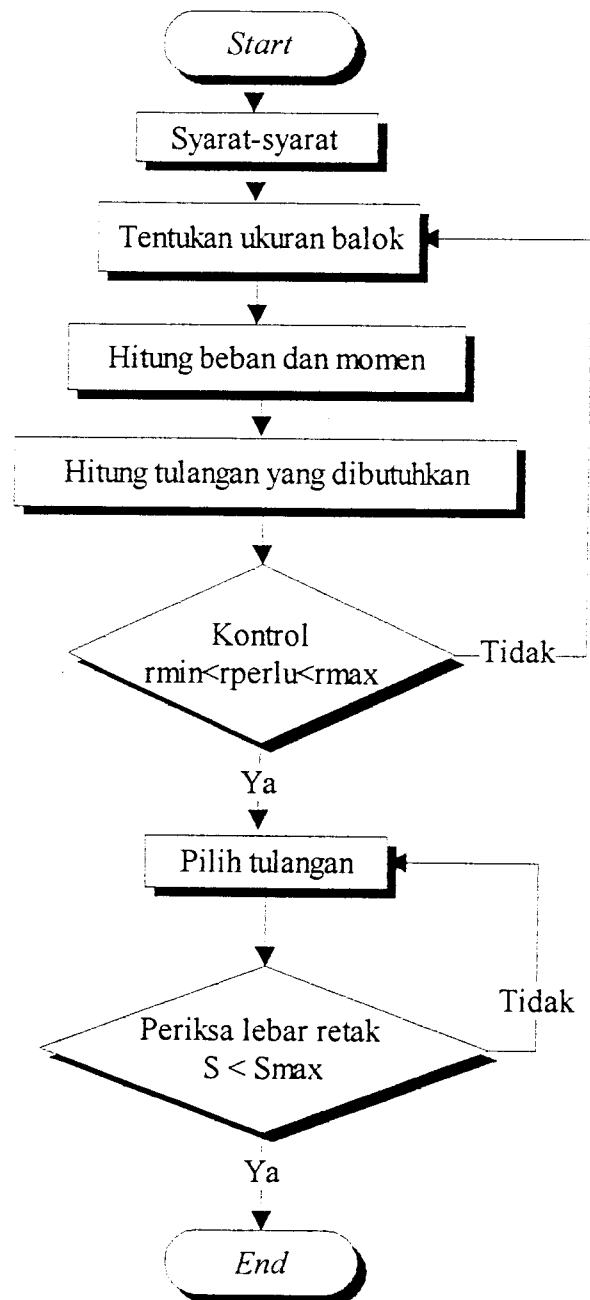 Start
Syarat-syarat
Tentukan ukuran balok
Hitung beban dan momen
Hitung tulangan yang dibutuhkan
Kontrol
rmin<rperlu<rmax
Tidak
Ya
Pilih tulangan
Periksa lebar retak
S < Smax
Tidak
Ya
End